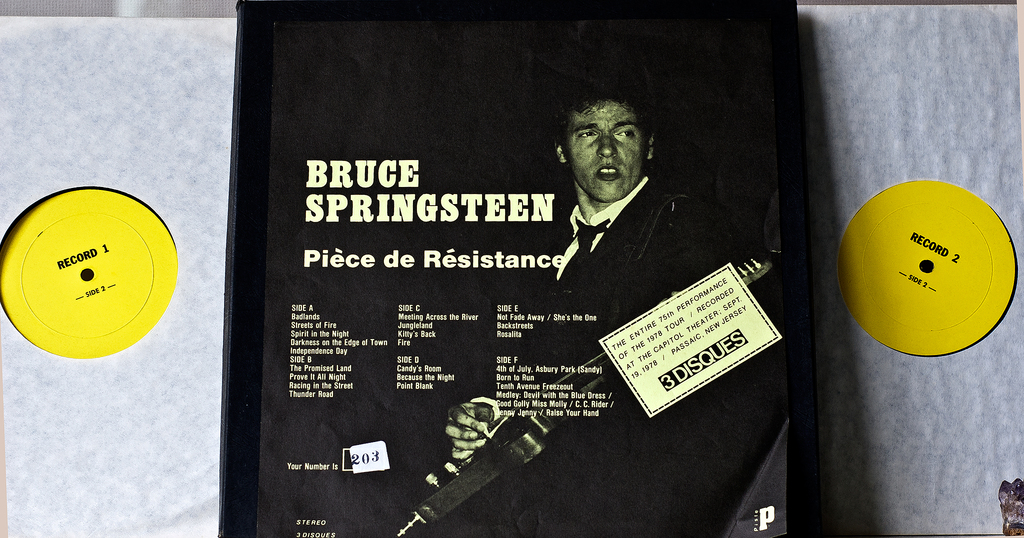 RECORD 1
— SIDE 2 —
BRUCE
SPRINGSTEEN
Pièce de Résistance
SIDE A
Badlands
Streets of Fire
Spirit in the Night
Darkness on the Edge of Town
Independence Day
SIDE B
The Promised Land
Prove It All Night
Racing in the Street
Thunder Road
SIDE C
Meeting Across the River
Jungleland
Kitty's Back
Fire
SIDE D
Candy's Room
Because the Night
Point Blank
SIDE E
Not Fade Away / She's the One
Backstreets
Rosalita
SIDE F
4th of July, Asbury Park (Sandy)
Born to Run
Tenth Avenue Freezeout
Medley: Devil with the Blue Dress /
Good Golly Miss Molly / C.C. Rider /
Jenny Jenny / Raise Your Hand
THE ENTIRE 75th PERFORMANCE
OF THE 1978 TOUR / RECORDED
AT THE CAPITOL THEATER; SEPT.
19, 1978 / PASSAIC, NEW JERSEY
3 DISQUES
Your Number Is 203
STEREO
3 DISQUES
P
RECORD 2
— SIDE 2 —